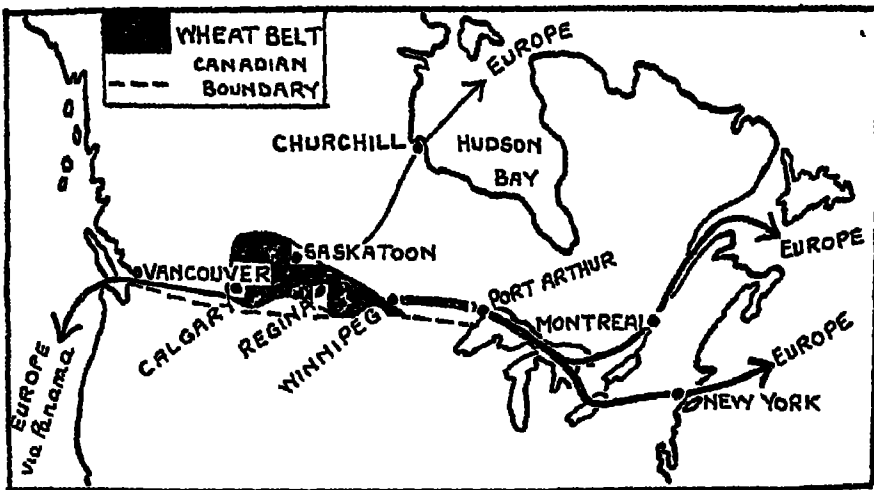 WHEAT BELT
CANADIAN
BOUNDARY
EUROPE
CHURCHILL
HUDSON
BAY
SASKATOON
VANCOUVER
EUROPE
PORT ARTHUR
CALGARY
REGINA
WINNIPEG
MONTREAL
EUROPE
NEW YORK
EUROPE
via Panama